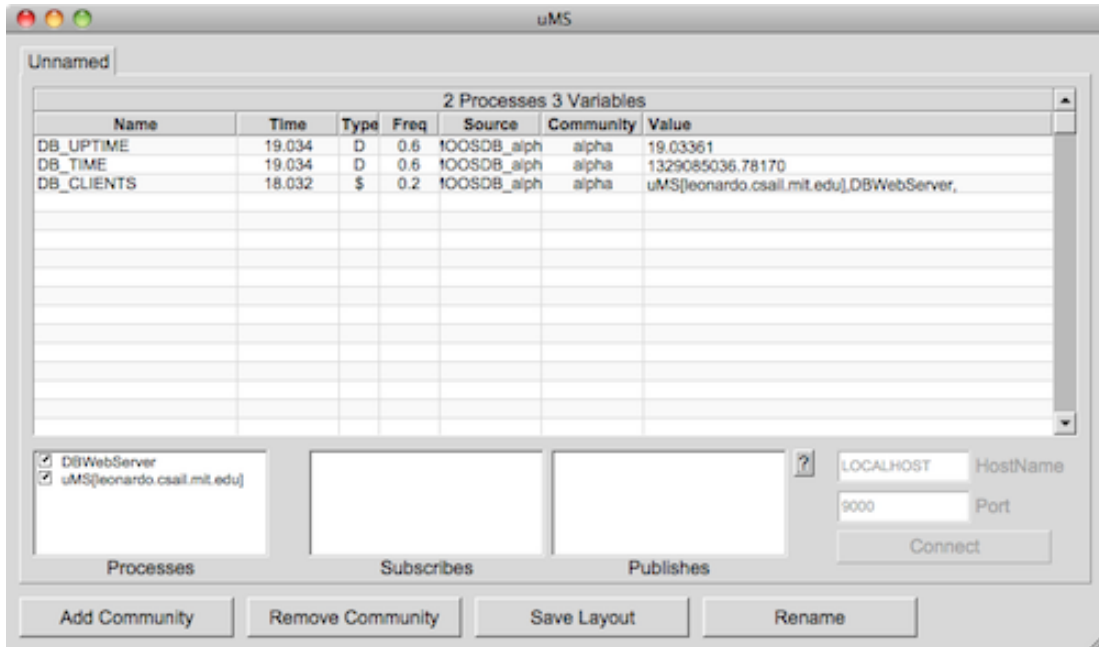 uMS
Unnamed
2 Processes 3 Variables
Name Time Type Freq Source Community Value
DB_UPTIME 19.034 D 0.6 MOOSDB_alph alpha 19.03361
DB_TIME 19.034 D 0.6 MOOSDB_alph alpha 1329085036.78170
DB_CLIENTS 18.032 $ 0.2 MOOSDB_alph alpha uMS[leonardo.csail.mit.edu],DBWebServer,
DBWebServer
uMS[leonardo.csail.mit.edu]
Processes
Subscribes
Publishes
?
LOCALHOST HostName
9000 Port
Connect
Add Community Remove Community Save Layout Rename